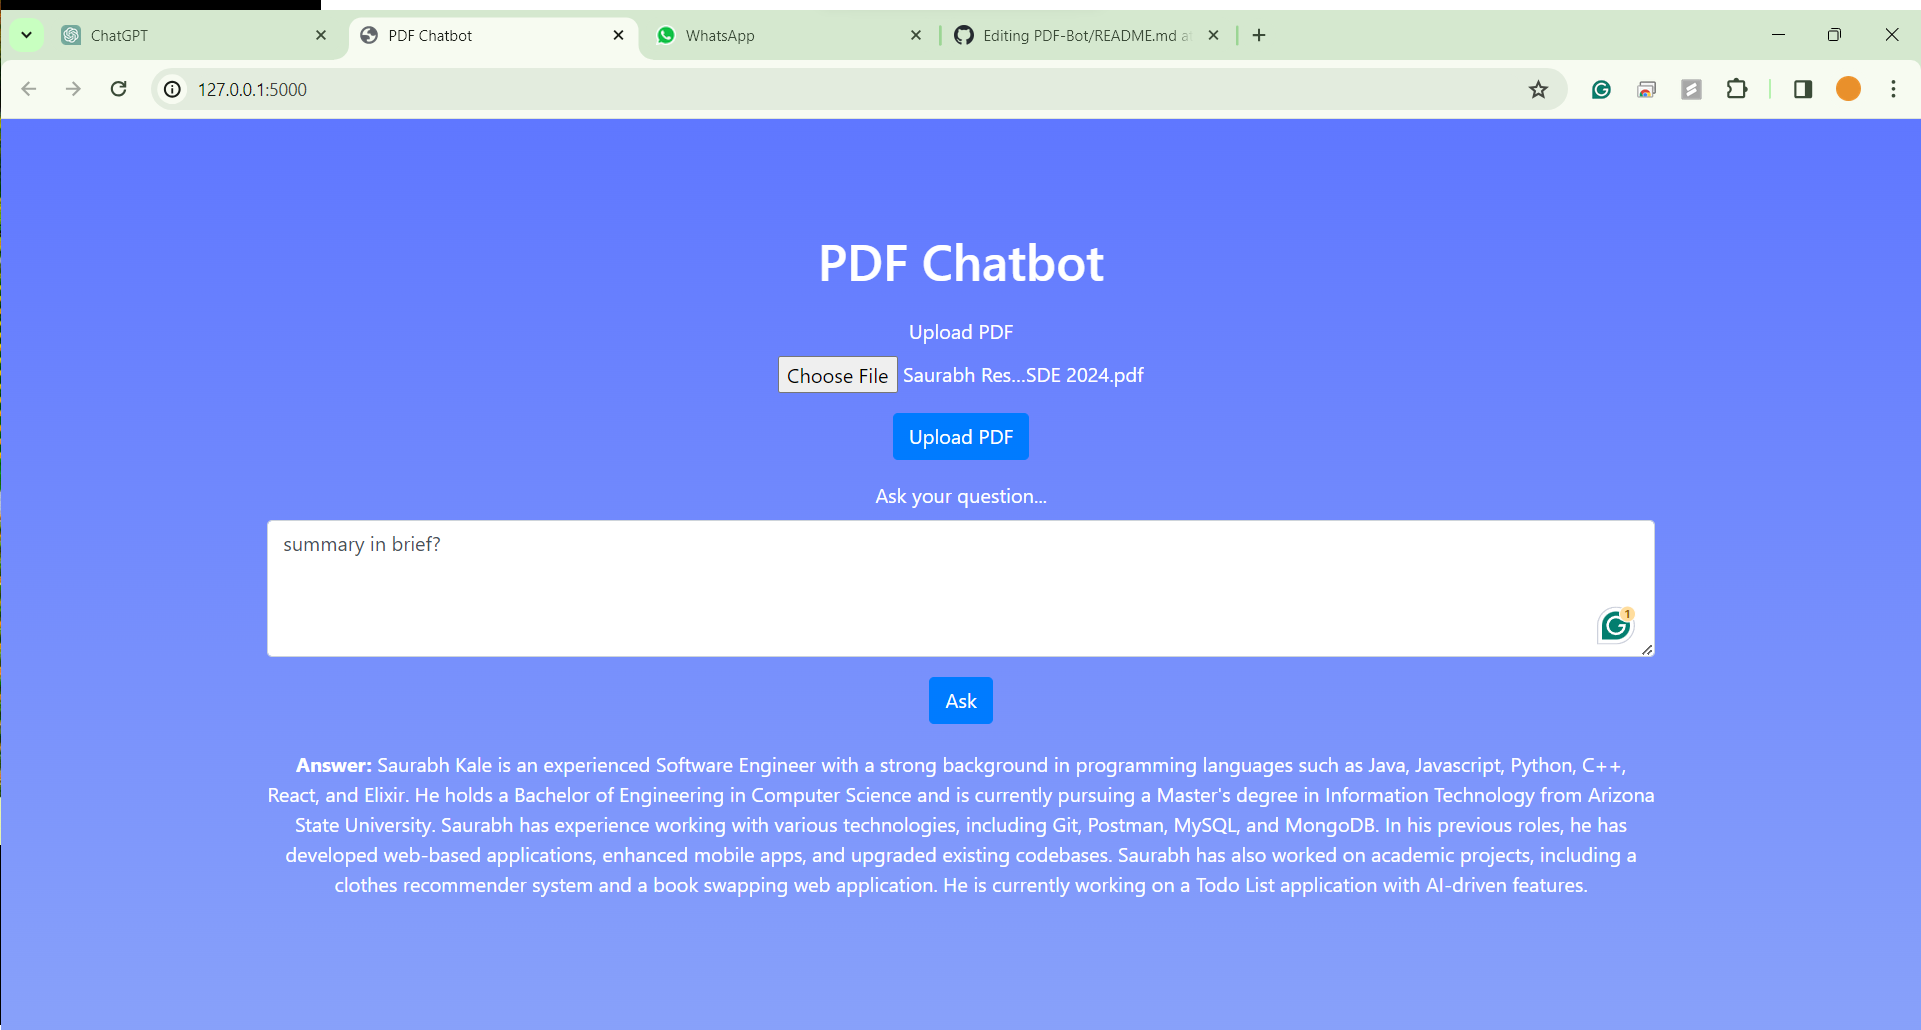 ChatGPT
PDF Chatbot
WhatsApp
Editing PDF-Bot/README.md at
127.0.0.1:5000
PDF Chatbot
Upload PDF
Choose File Saurabh Res...SDE 2024.pdf
Upload PDF
Ask your question...
summary in brief?
1
Ask
Answer: Saurabh Kale is an experienced Software Engineer with a strong background in programming languages such as Java, Javascript, Python, C++,
React, and Elixir. He holds a Bachelor of Engineering in Computer Science and is currently pursuing a Master's degree in Information Technology from Arizona
State University. Saurabh has experience working with various technologies, including Git, Postman, MySQL, and MongoDB. In his previous roles, he has
developed web-based applications, enhanced mobile apps, and upgraded existing codebases. Saurabh has also worked on academic projects, including a
clothes recommender system and a book swapping web application. He is currently working on a Todo List application with AI-driven features.